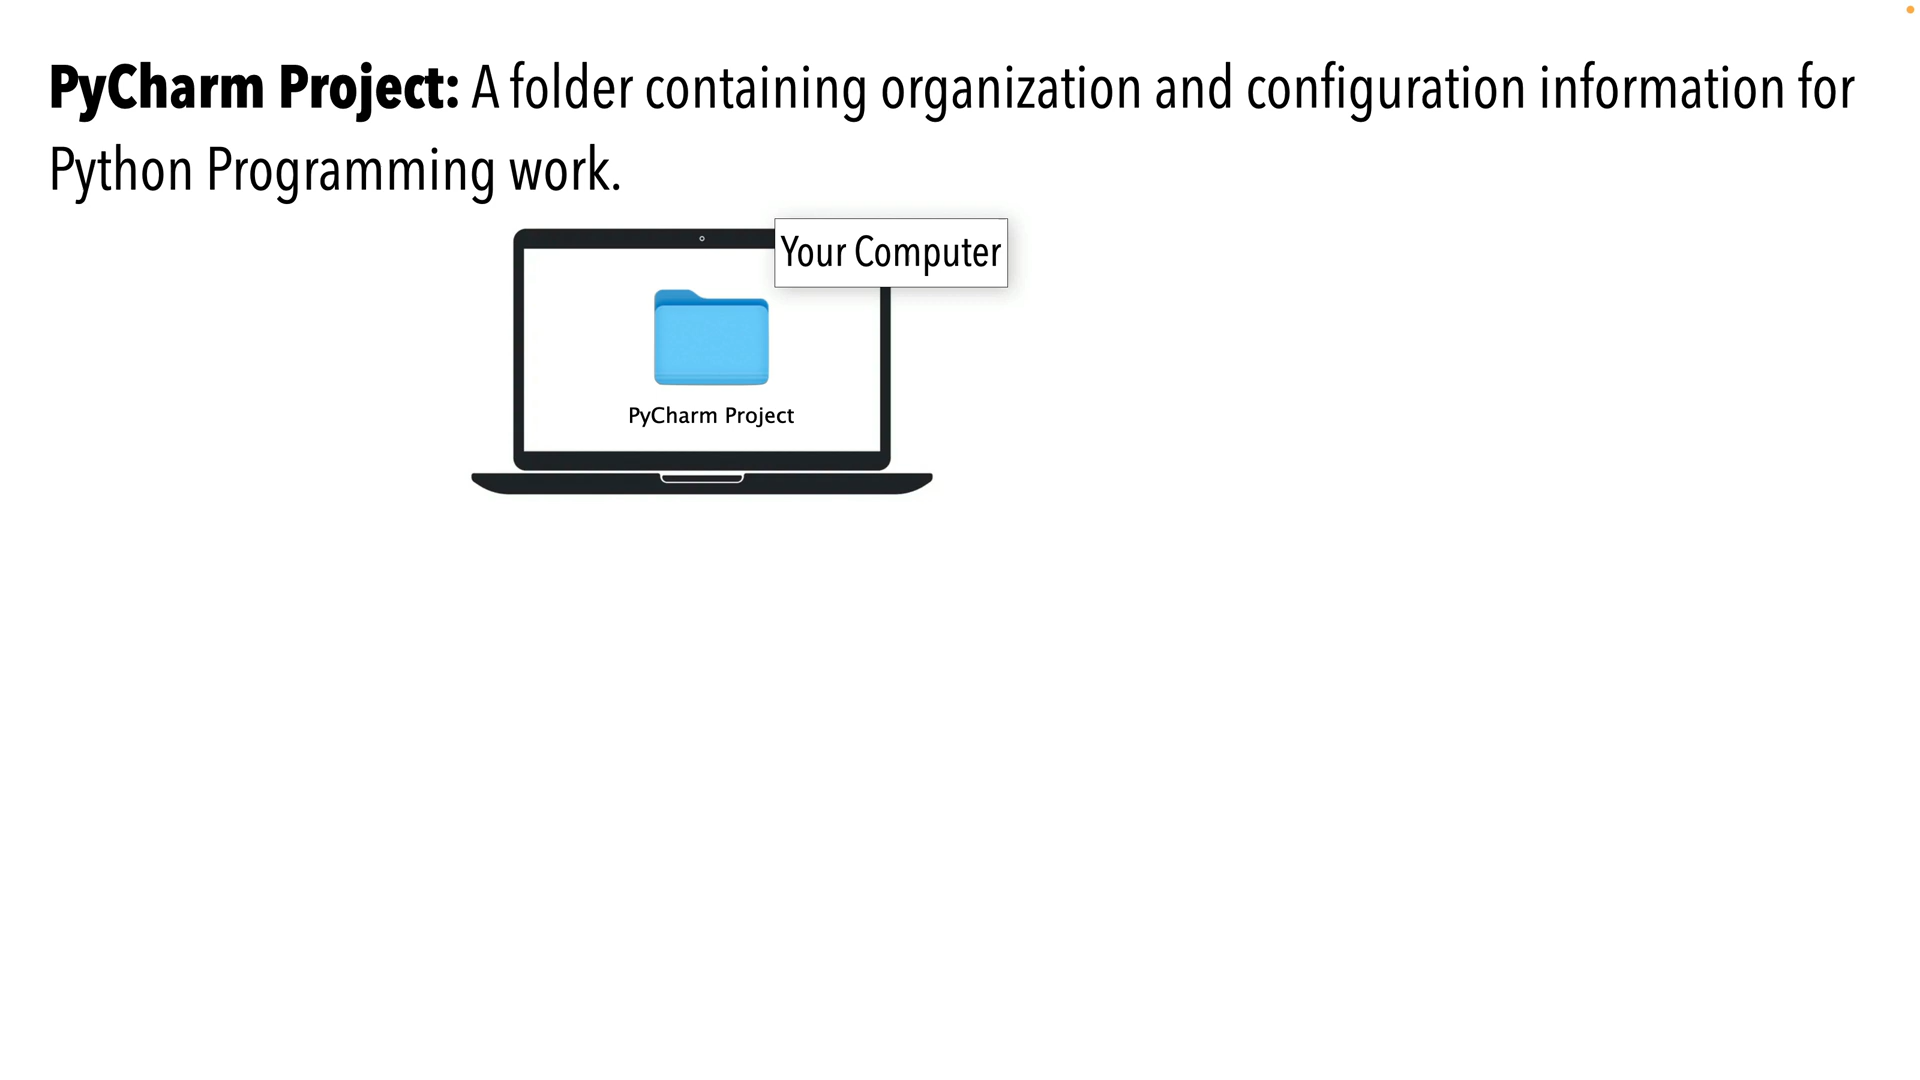 PyCharm Project: A folder containing organization and configuration information for
Python Programming work.
Your Computer
PyCharm Project